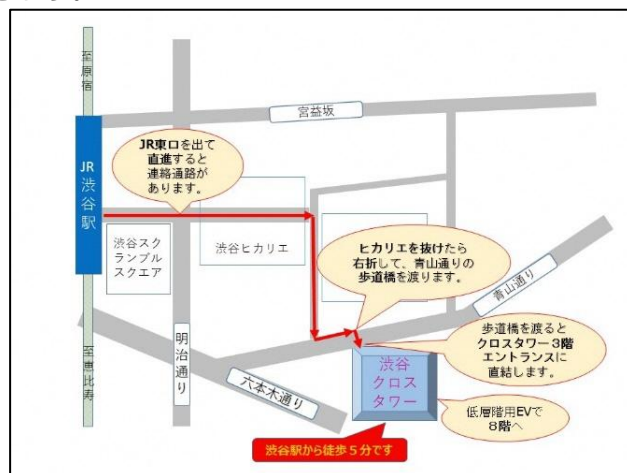 至原宿
宮益坂
JR東口を出て
直進すると
連絡通路が
あります。
JR渋谷駅
渋谷スク
ランブル
スクエア
渋谷ヒカリエ
ヒカリエを抜けたら
右折して、青山通りの
歩道橋を渡ります。
青山通り
歩道橋を渡ると
クロスタワー3階
エントランスに
直結します。
至恵比寿
明治通り
六本木通り
渋谷
クロス
タワー
低層階用EVで
8階へ
渋谷駅から徒歩5分です